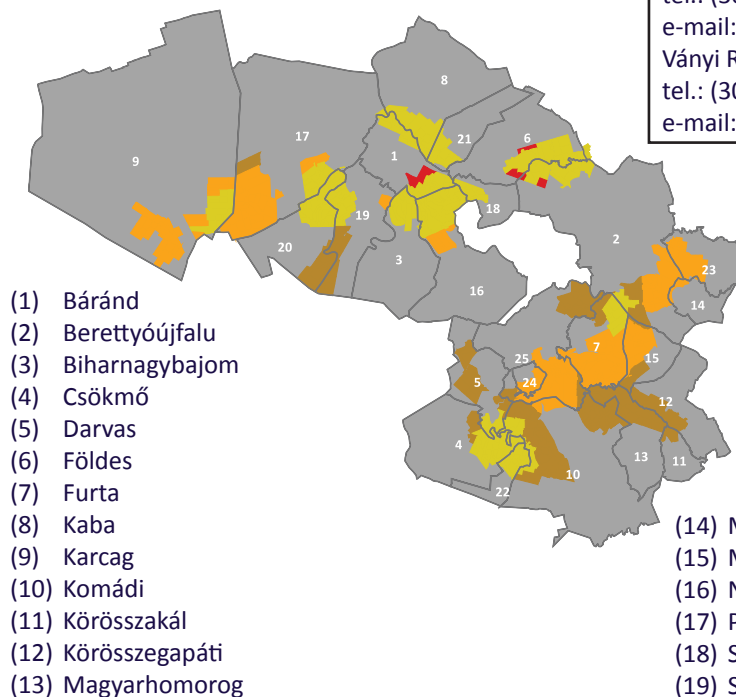 e-mail:
Ványi R
tel.: (30
e-mail:
8
17
21
6
1
9
18
19
2
20
3
23
16
14
25
7
15
24
5
12
4
13
11
10
22
(1) Báránd
(2) Berettyóújfalu
(3) Biharnagybajom
(4) Csökmő
(5) Darvas
(6) Földes
(7) Furta
(8) Kaba
(9) Karcag
(10) Komádi
(11) Körösszakál
(12) Körösszegapáti
(13) Magyarhomorog
(14) M
(15) M
(16) N
(17) P
(18) S
(19) S